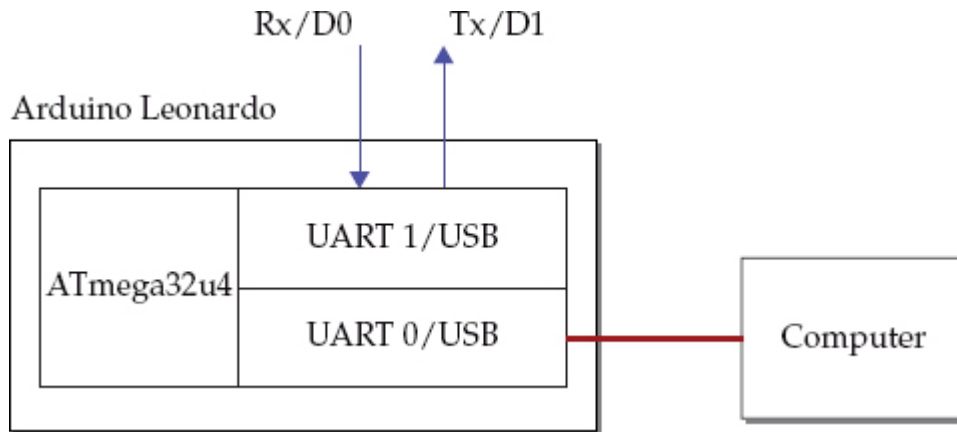 Rx/D0
Tx/D1
Arduino Leonardo
ATmega32u4
UART 1/USB
UART 0/USB
Computer